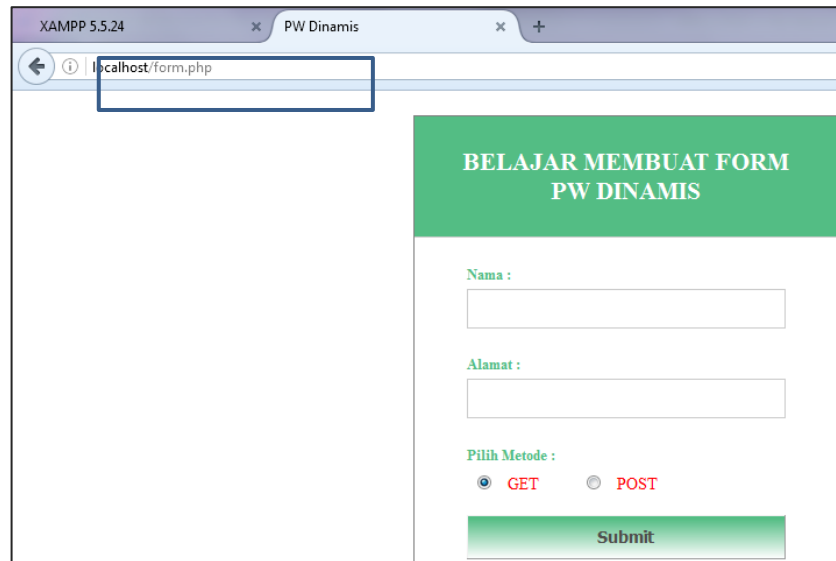 XAMPP 5.5.24
PW Dinamis
localhost/form.php
BELAJAR MEMBUAT FORM
PW DINAMIS
Nama :
Alamat :
Pilih Metode :
GET POST
Submit